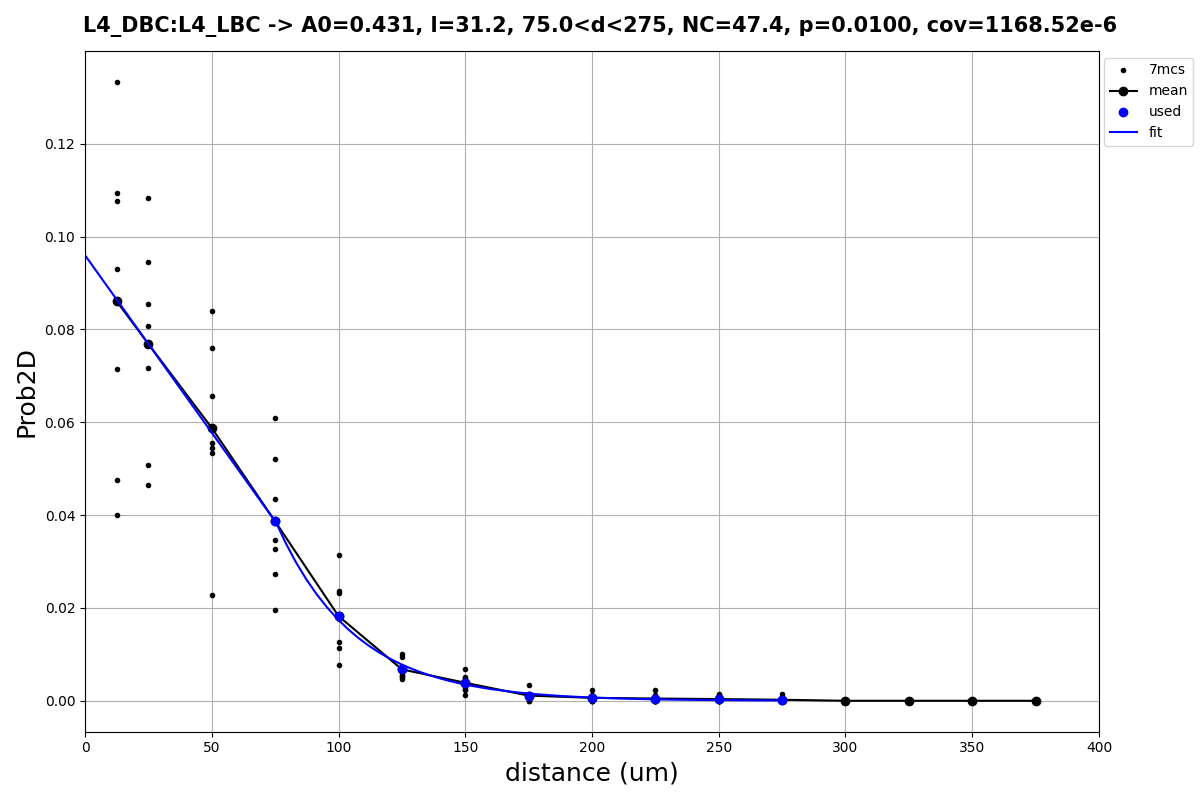 L4_DBC:L4_LBC -> A0=0.431, l=31.2, 75.0<d<275, NC=47.4, p=0.0100, cov=1168.52e-6
7mcs
mean
used
fit
0.12
0.10
0.08
0.06
0.04
0.02
0.00
Prob2D
0 50 100 150 200 250 300 350 400
distance (um)